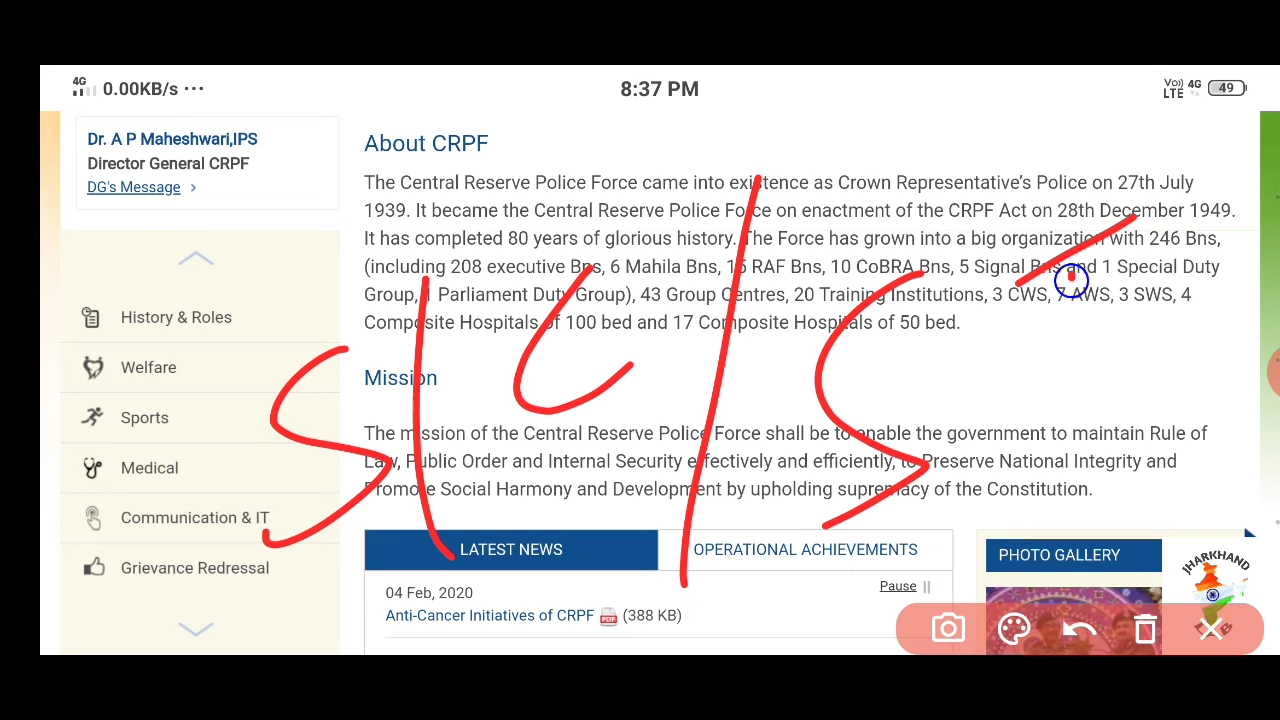 4G 0.00KB/s ... 8:37 PM Vo)) LTE 4G 49
Dr. A P Maheshwari,IPS
Director General CRPF
DG's Message >
History & Roles
Welfare
Sports
Medical
Communication & IT
Grievance Redressal
About CRPF
The Central Reserve Police Force came into existence as Crown Representative's Police on 27th July
1939. It became the Central Reserve Police Force on enactment of the CRPF Act on 28th December 1949.
It has completed 80 years of glorious history. The Force has grown into a big organization with 246 Bns,
(including 208 executive Bns, 6 Mahila Bns, 15 RAF Bns, 10 CoBRA Bns, 5 Signal Bns and 1 Special Duty
Group, 1 Parliament Duty Group), 43 Group Centres, 20 Training Institutions, 3 CWS, 7 AWS, 3 SWS, 4
Composite Hospitals of 100 bed and 17 Composite Hospitals of 50 bed.
Mission
The mission of the Central Reserve Police Force shall be to enable the government to maintain Rule of
Law, Public Order and Internal Security effectively and efficiently, to Preserve National Integrity and
Promote Social Harmony and Development by upholding supremacy of the Constitution.
LATEST NEWS
OPERATIONAL ACHIEVEMENTS
Pause
04 Feb, 2020
Anti-Cancer Initiatives of CRPF PDF (388 KB)
PHOTO GALLERY
JHARKHAND